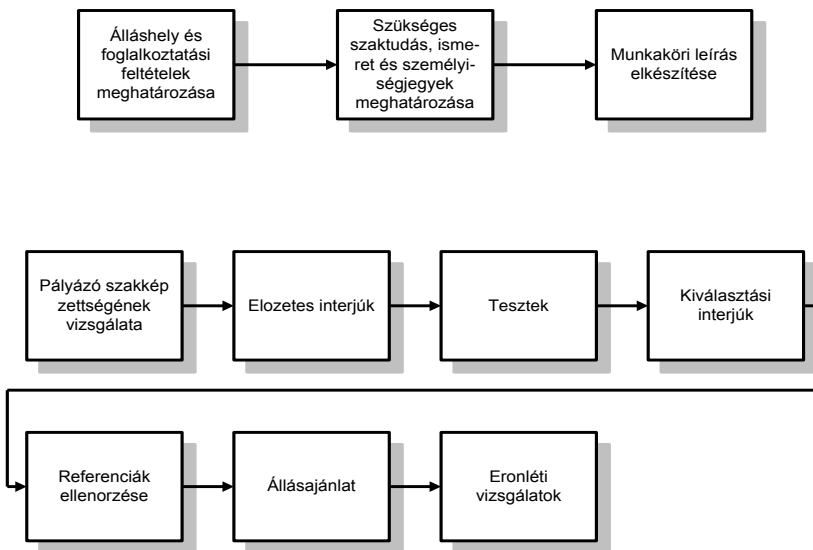 Álláshely és
foglalkoztatási
feltételek
meghatározása
Szükséges
szaktudás, isme-
ret és személyi-
ségjegyek
meghatározása
Munkaköri leírás
elkészítése
Pályázó szakkép
zettségének
vizsgálata
Elozetes interjúk
Tesztek
Kiválasztási
interjúk
Referenciák
ellenorzése
Állásajánlat
Eronléti
vizsgálatok